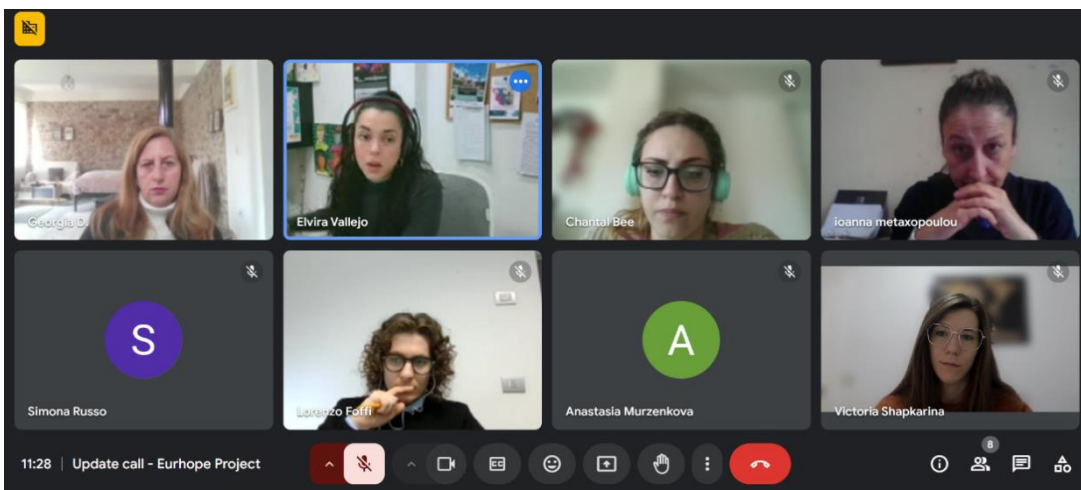 Georgia D.
Elvira Vallejo
Chantal Bee
ioanna metaxopoulou
S
A
Simona Russo
Lorenzo Foffi
Anastasia Murzenkova
Victoria Shapkarina
8
11:28 | Update call - Eurhope Project
CC